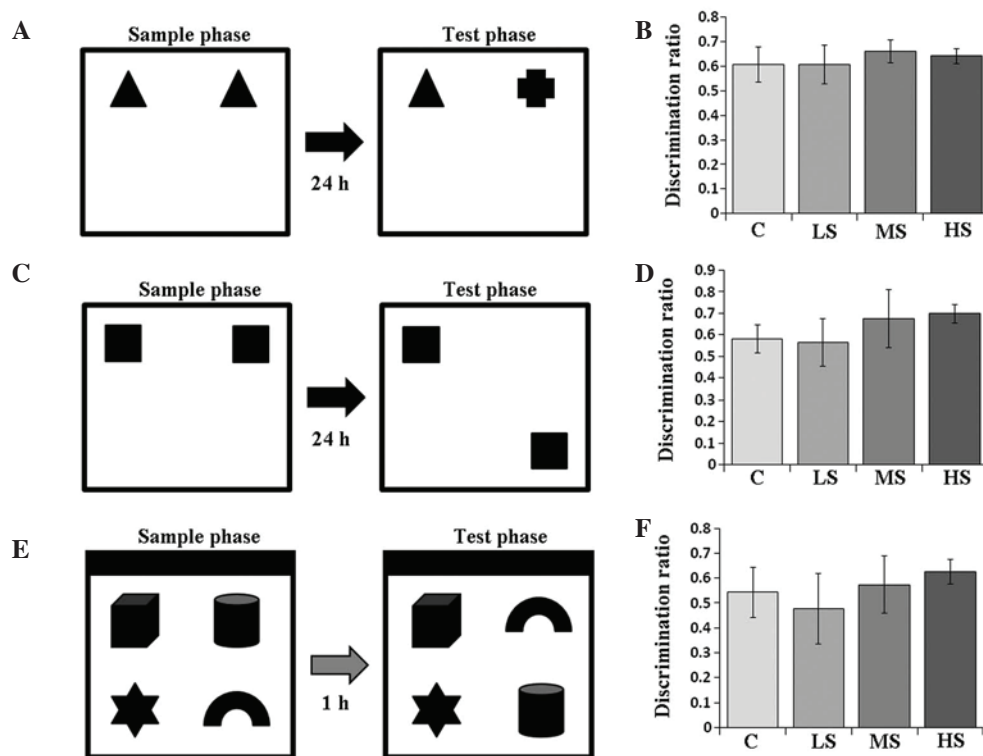 A
Sample phase
Test phase
24 h
B
Discrimination ratio
0.8
0.7
0.6
0.5
0.4
0.3
0.2
0.1
0
C LS MS HS
C
Sample phase
Test phase
24 h
D
Discrimination ratio
0.9
0.8
0.7
0.6
0.5
0.4
0.3
0.2
0.1
0
C LS MS HS
E
Sample phase
Test phase
1 h
F
Discrimination ratio
0.8
0.7
0.6
0.5
0.4
0.3
0.2
0.1
0
C LS MS HS